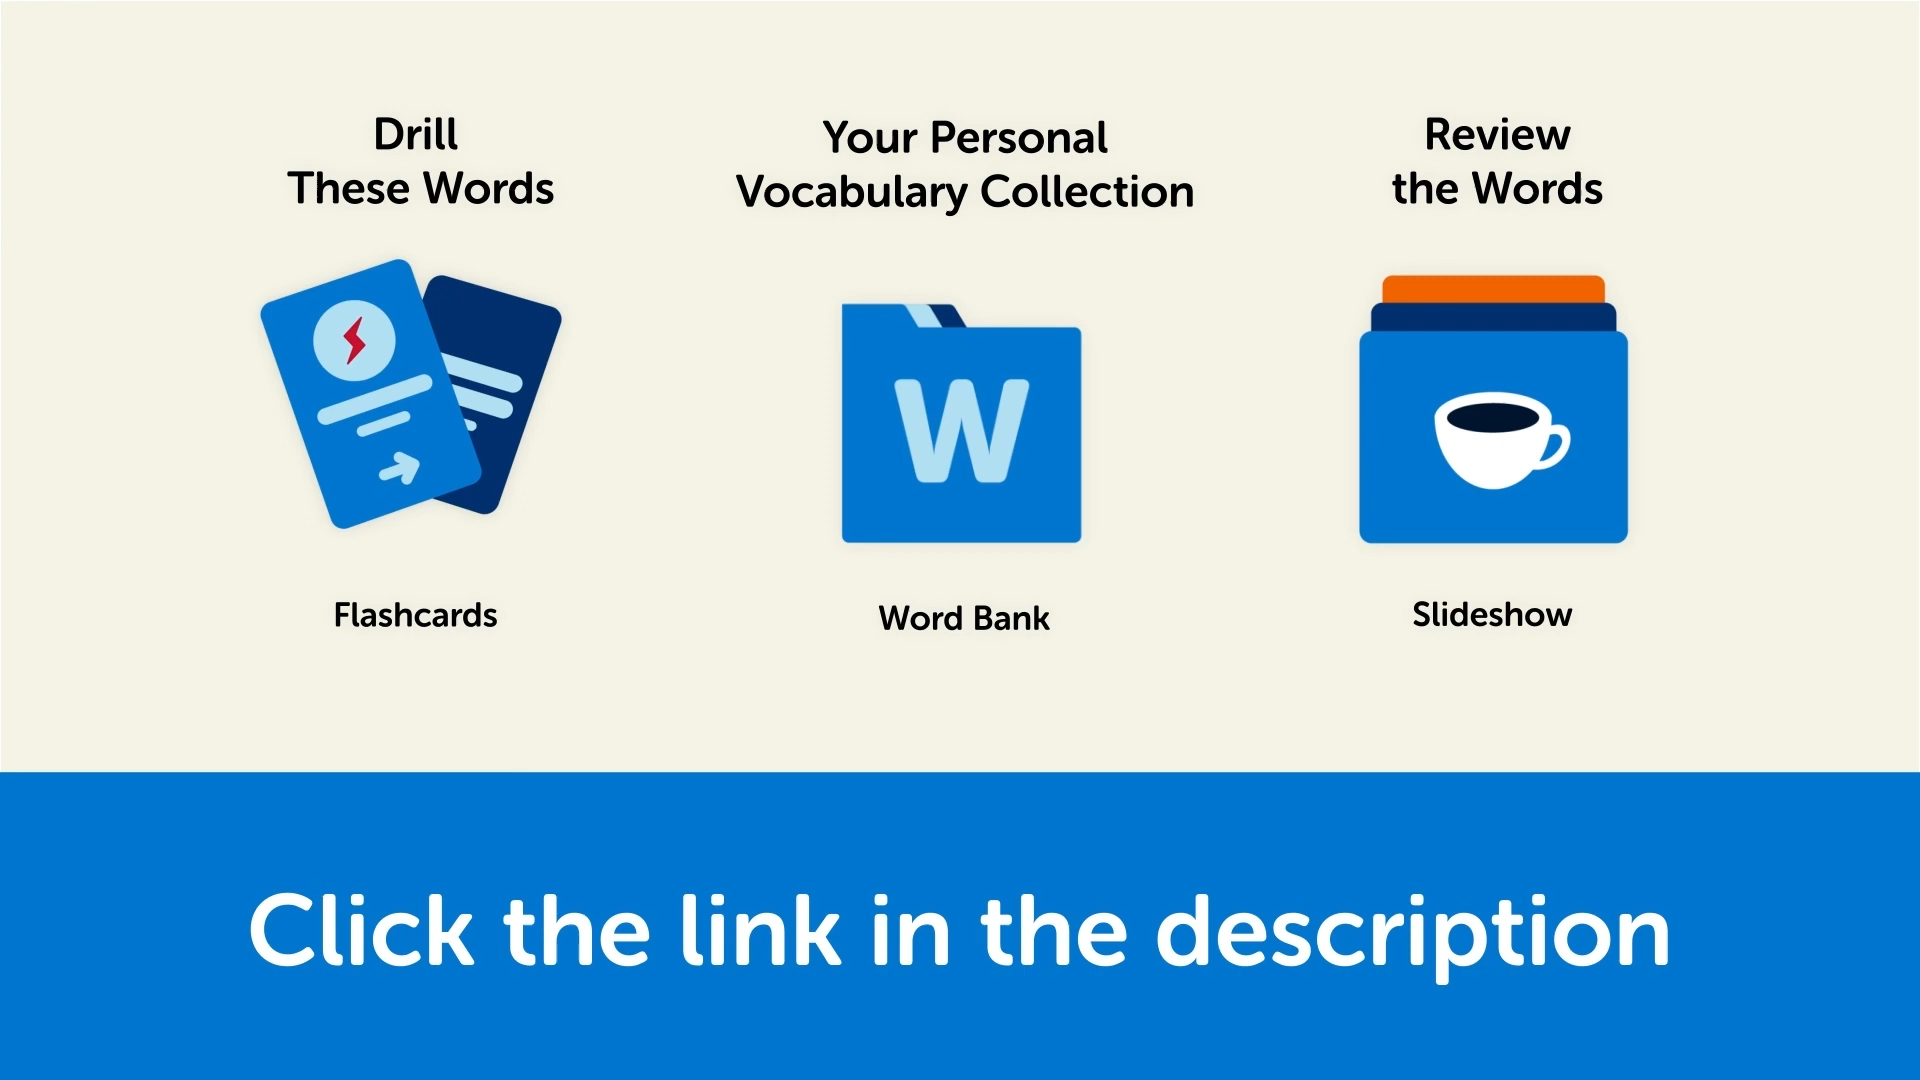 Drill
These Words
Your Personal
Vocabulary Collection
Review
the Words
W
Flashcards
Word Bank
Slideshow
Click the link in the description